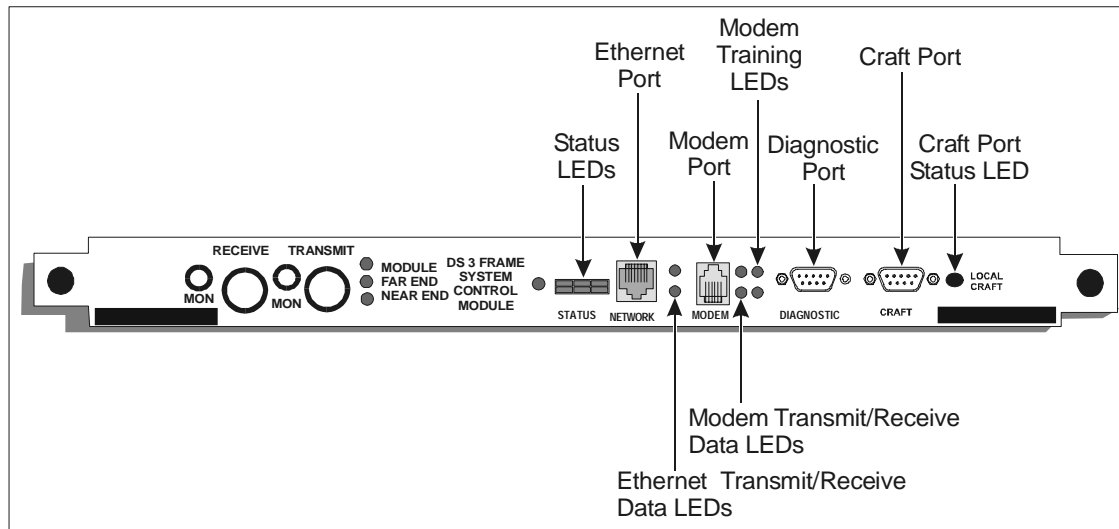 Modem
Training
LEDs
Ethernet
Port
Craft Port
Status
LEDs
Modem
Port
Diagnostic
Port
Craft Port
Status LED
RECEIVE
TRANSMIT
MON
MON
MODULE
FAR END
NEAR END
DS 3 FRAME
SYSTEM
CONTROL
MODULE
STATUS
NETWORK
MODEM
DIAGNOSTIC
CRAFT
LOCAL
CRAFT
Modem Transmit/Receive
Data LEDs
Ethernet Transmit/Receive
Data LEDs